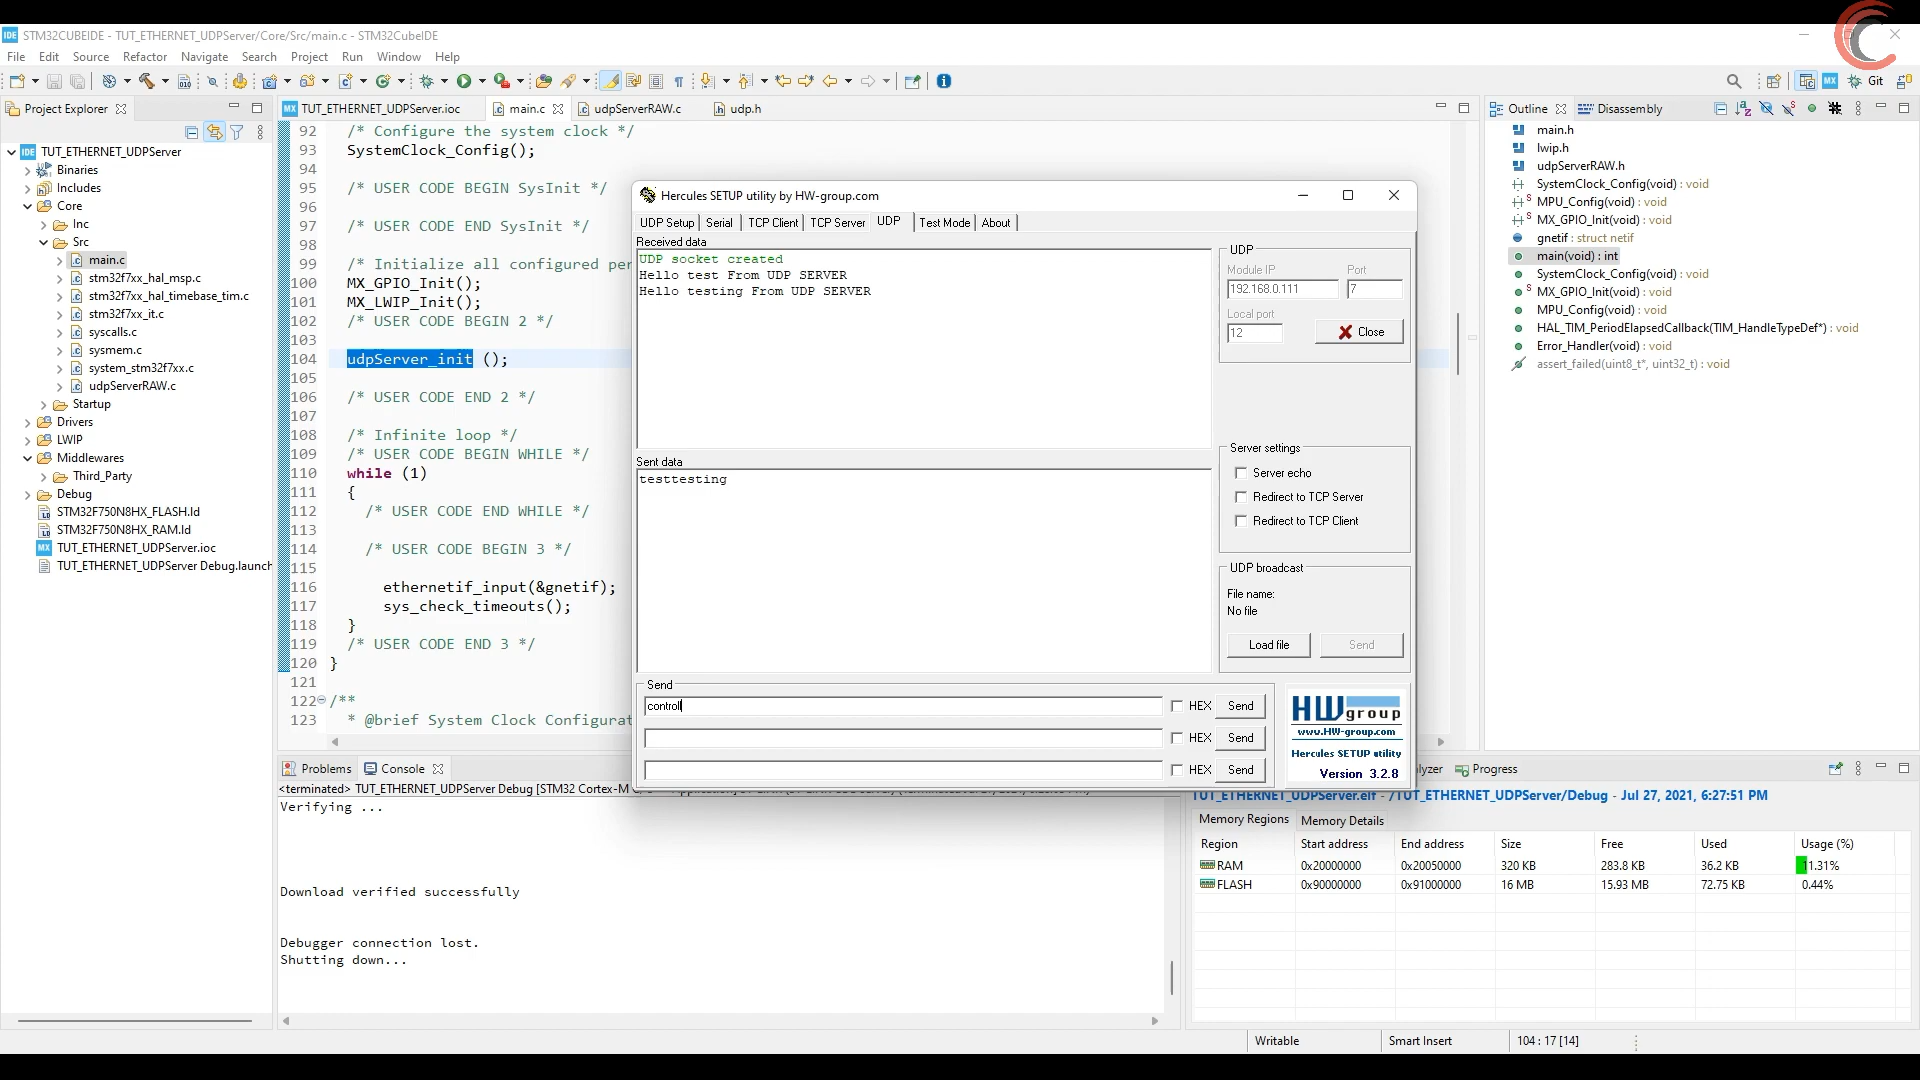 STM32CUBEIDE - TUT_ETHERNET_UDPServer/Core/Src/main.c - STM32CubeIDE
File Edit Source Refactor Navigate Search Project Run Window Help
Git
Project Explorer
TUT_ETHERNET_UDPServer
Binaries
Includes
Core
Inc
Src
main.c
stm32f7xx_hal_msp.c
stm32f7xx_hal_timebase_tim.c
stm32f7xx_it.c
syscalls.c
sysmem.c
system_stm32f7xx.c
udpServerRAW.c
Startup
Drivers
LWIP
Middlewares
Third_Party
Debug
STM32F750N8HX_FLASH.ld
STM32F750N8HX_RAM.ld
TUT_ETHERNET_UDPServer.ioc
TUT_ETHERNET_UDPServer Debug.launch
TUT_ETHERNET_UDPServer.ioc main.c udpServerRAW.c udp.h
92 /* Configure the system clock */
93 SystemClock_Config();
94
95 /* USER CODE BEGIN SysInit */
96
97 /* USER CODE END SysInit */
98
99 /* Initialize all configured per
100 MX_GPIO_Init();
101 MX_LWIP_Init();
102 /* USER CODE BEGIN 2 */
103
104 udpServer_init ();
105
106 /* USER CODE END 2 */
107
108 /* Infinite loop */
109 /* USER CODE BEGIN WHILE */
110 while (1)
111 {
112 /* USER CODE END WHILE */
113
114 /* USER CODE BEGIN 3 */
115
116 ethernetif_input(&gnetif);
117 sys_check_timeouts();
118 }
119 /* USER CODE END 3 */
120 }
121
122 /**
123 * @brief System Clock Configurat
Hercules SETUP utility by HW-group.com
UDP Setup Serial TCP Client TCP Server UDP Test Mode About
Received data
UDP socket created
Hello test From UDP SERVER
Hello testing From UDP SERVER
Sent data
testtesting
UDP
Module IP Port
192.168.0.111 7
Local port
12 Close
Server settings
Server echo
Redirect to TCP Server
Redirect to TCP Client
UDP broadcast
File name:
No file
Load file Send
Send
controll HEX Send
HEX Send
HEX Send
HWgroup
www.HW-group.com
Hercules SETUP utility
Version 3.2.8
Outline Disassembly
main.h
lwip.h
udpServerRAW.h
SystemClock_Config(void) : void
MPU_Config(void) : void
MX_GPIO_Init(void) : void
gnetif : struct netif
main(void) : int
SystemClock_Config(void) : void
MX_GPIO_Init(void) : void
MPU_Config(void) : void
HAL_TIM_PeriodElapsedCallback(TIM_HandleTypeDef*) : void
Error_Handler(void) : void
assert_failed(uint8_t*, uint32_t) : void
Problems Console
<terminated> TUT_ETHERNET_UDPServer Debug [STM32 Cortex-M
Verifying ...
Download verified successfully
Debugger connection lost.
Shutting down...
lyzer Progress
TUT_ETHERNET_UDPServer.elf - /TUT_ETHERNET_UDPServer/Debug - Jul 27, 2021, 6:27:51 PM
Memory Regions Memory Details
Region Start address End address Size Free Used Usage (%)
RAM 0x20000000 0x20050000 320 KB 283.8 KB 36.2 KB 11.31%
FLASH 0x90000000 0x91000000 16 MB 15.93 MB 72.75 KB 0.44%
Writable Smart Insert 104 : 17 [14]